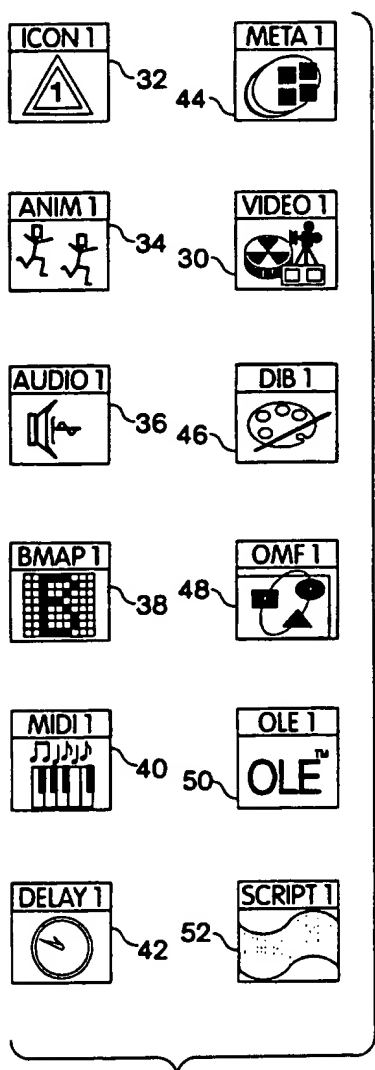 ICON 1
1
32
META 1
44
ANIM 1
34
VIDEO 1
30
AUDIO 1
36
DIB 1
46
BMAP 1
B
38
OMF 1
48
MIDI 1
40
OLE 1
OLE™
50
DELAY 1
42
SCRIPT 1
52